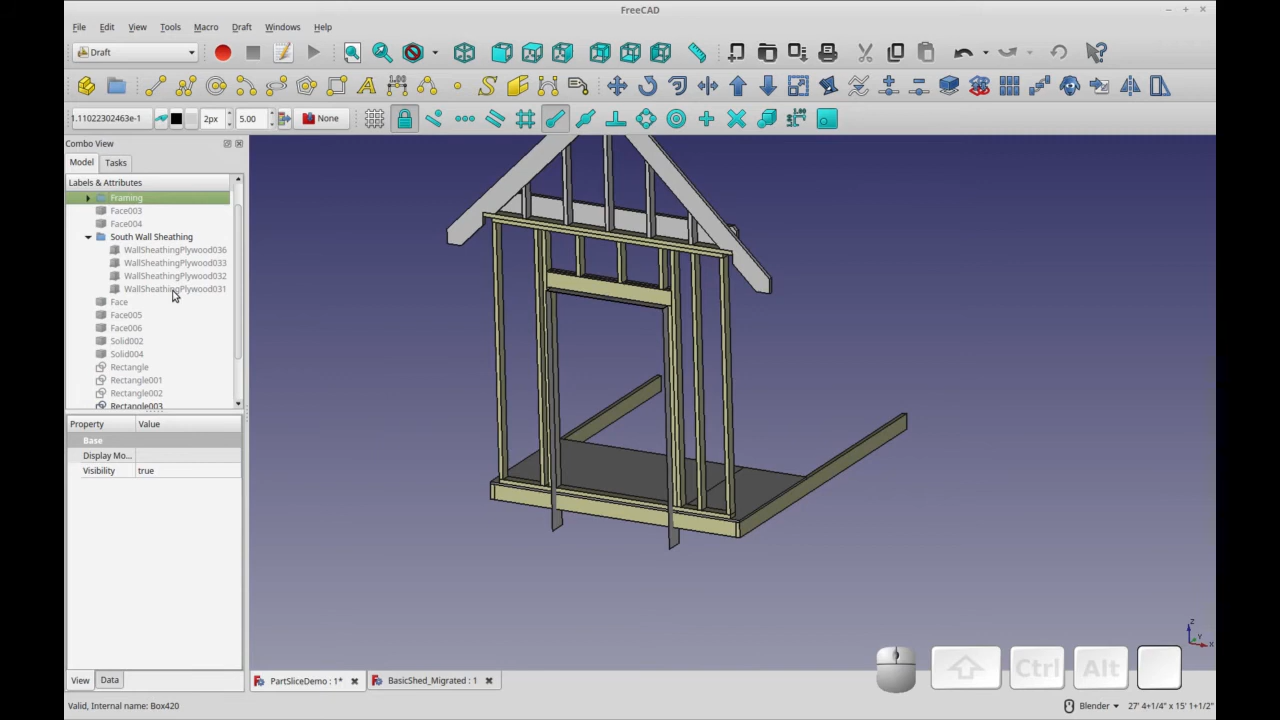 FreeCAD
File Edit View Tools Macro Draft Windows Help
Draft
1.11022302463e-1 2px 5.00 None
Combo View
Model Tasks
Labels & Attributes
Framing
Face003
Face004
South Wall Sheathing
WallSheathingPlywood036
WallSheathingPlywood033
WallSheathingPlywood032
WallSheathingPlywood031
Face
Face005
Face006
Solid002
Solid004
Rectangle
Rectangle001
Rectangle002
Rectangle003
Property Value
Base
Display Mo...
Visibility true
Z
Y
X
Ctrl Alt
View Data
PartSliceDemo : 1* BasicShed_Migrated : 1
Valid, Internal name: Box420
Blender 27' 4+1/4" x 15' 1+1/2"